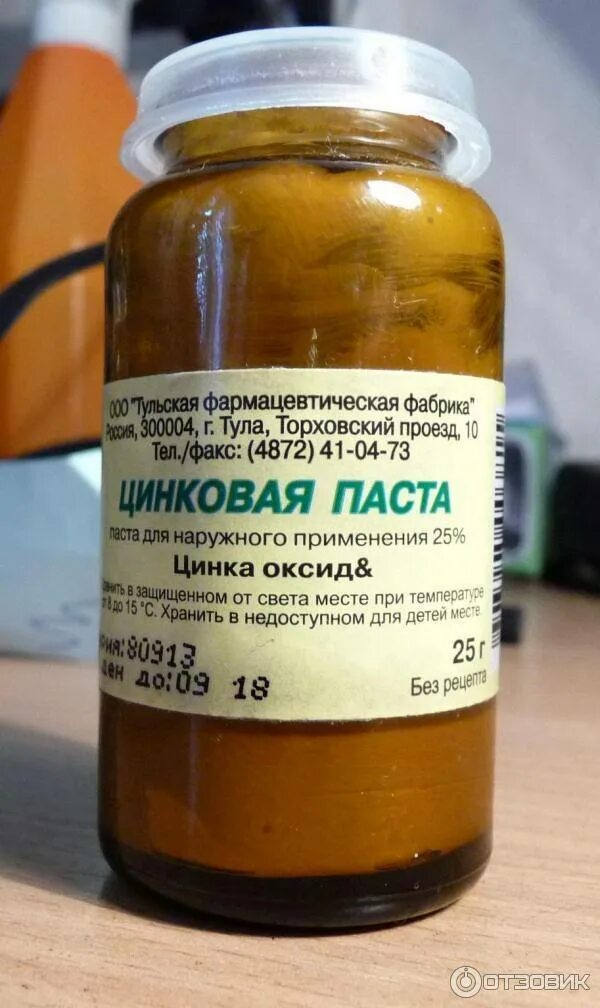 ООО "Тульская фармацевтическая фабрика"
Россия, 300004, г. Тула, Торховский проезд, 10
Тел./факс: (4872) 41-04-73
ЦИНКОВАЯ ПАСТА
паста для наружного применения 25%
Цинка оксид&
хранить в защищенном от света месте при температуре
от 8 до 15 °С. Хранить в недоступном для детей месте.
рия:80913
ден до:09 18
25 г
Без рецепта
ОТЗОВИК